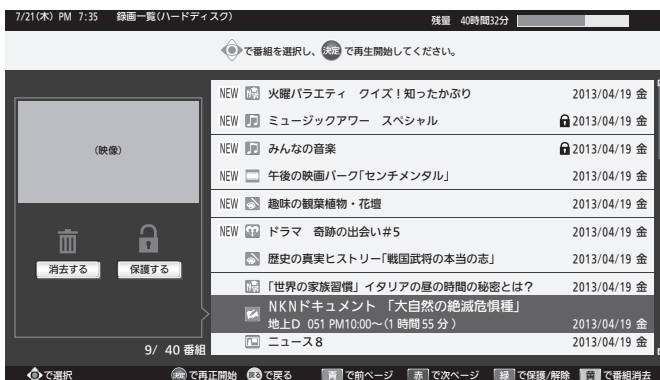 7/21(木) PM 7:35 録画一覧(ハードディスク) 残量 40時間32分
で番組を選択し、決定 で再生開始してください。
NEW 火曜バラエティ クイズ！知ったかぶり 2013/04/19 金
NEW ミュージックアワー スペシャル 2013/04/19 金
(映像)
NEW みんなの音楽 2013/04/19 金
NEW 午後の映画パーク「センチメンタル」 2013/04/19 金
NEW 趣味の観葉植物・花壇 2013/04/19 金
NEW ドラマ 奇跡の出会い#5 2013/04/19 金
消去する 保護する
歴史の真実ヒストリー「戦国武将の本当の志」 2013/04/19 金
「世界の家族習慣」イタリアの昼の時間の秘密とは？ 2013/04/19 金
NKNドキュメント 「大自然の絶滅危惧種」
地上D 051 PM10:00〜(1時間55分) 2013/04/19 金
9/ 40番組
ニュース8 2013/04/19 金
で選択 決定 で再正開始 戻る で戻る 青 で前ページ 赤 で次ページ 緑 で保護/解除 黄 で番組消去